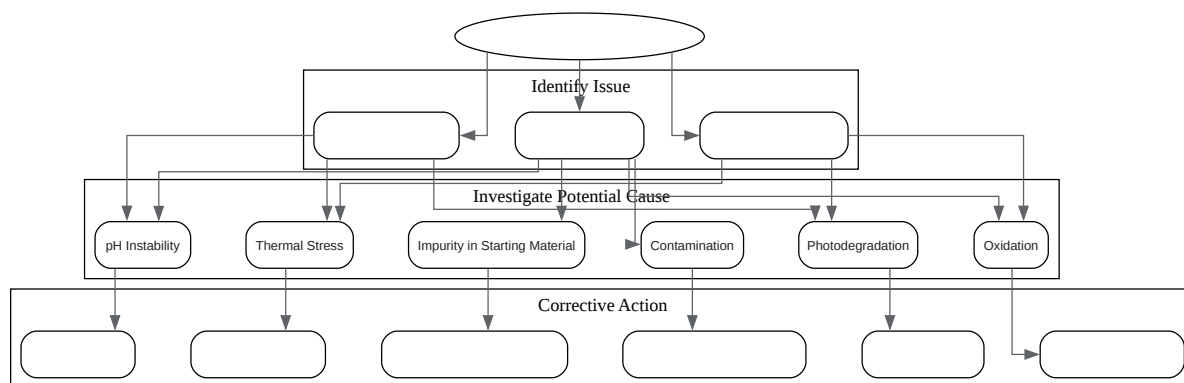 Identify Issue
Investigate Potential Cause
pH Instability
Thermal Stress
Impurity in Starting Material
Contamination
Photodegradation
Oxidation
Corrective Action